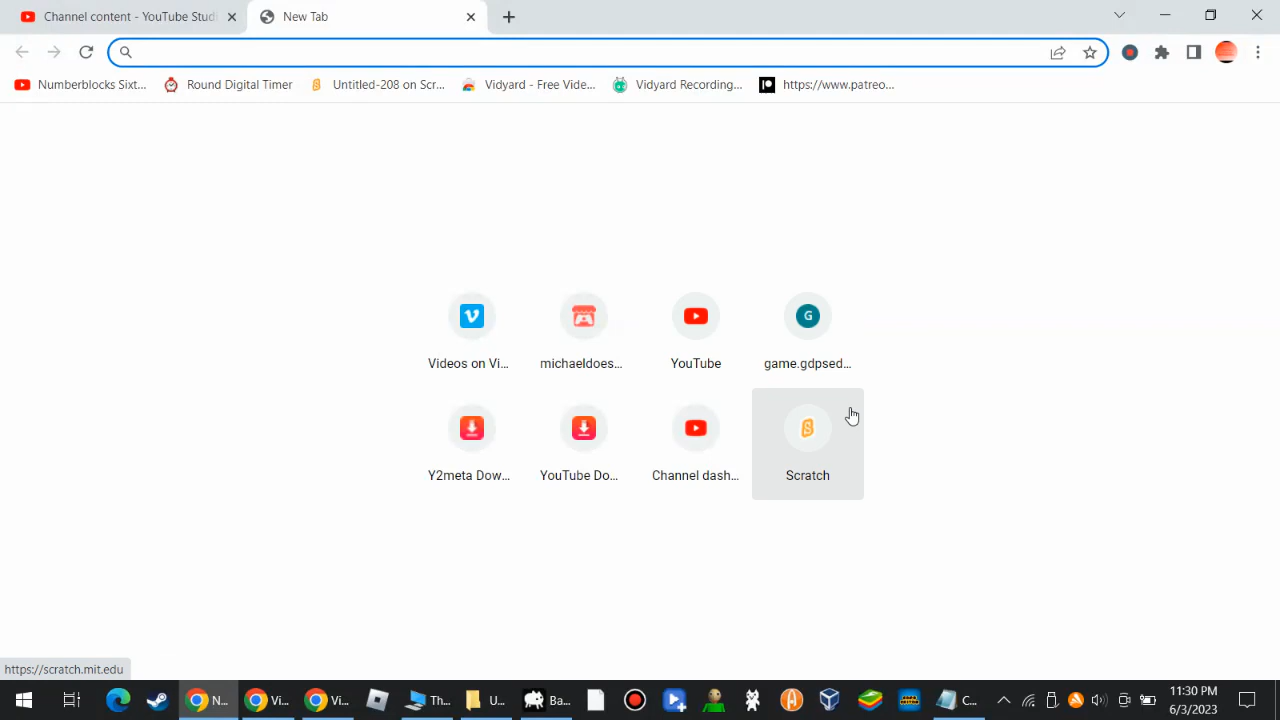 Channel content - YouTube Studi
New Tab
Numberblocks Sixt...
Round Digital Timer
Untitled-208 on Scr...
Vidyard - Free Vide...
Vidyard Recording...
https://www.patreo...
G
Videos on Vi...
michaeldoes...
YouTube
game.gdpsed...
Y2meta Dow...
YouTube Do...
Channel dash...
Scratch
https://scratch.mit.edu
N...
Vi...
Vi...
Th...
U...
Ba...
C...
11:30 PM
6/3/2023